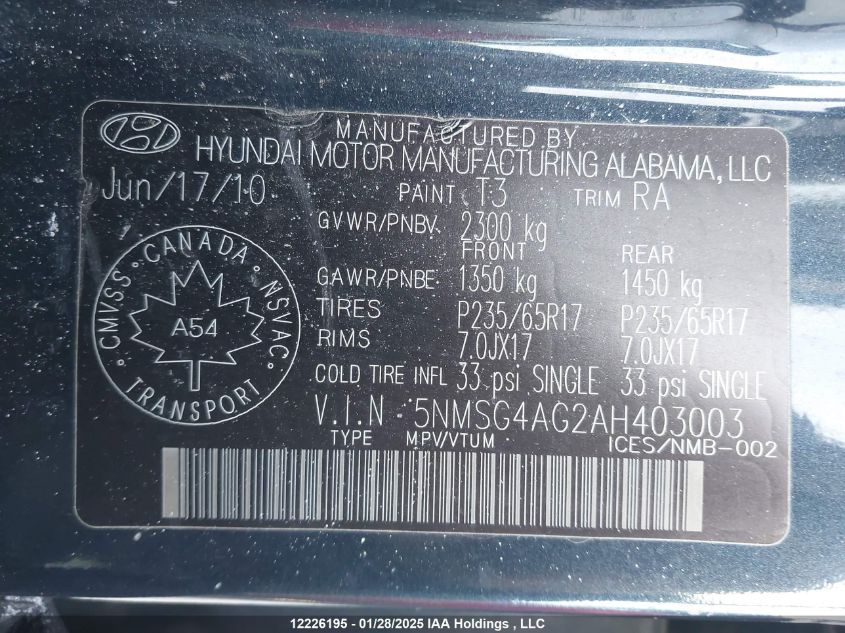 MANUFACTURED BY
HYUNDAI MOTOR MANUFACTURING ALABAMA, LLC
Jun/17/10 PAINT T3 TRIM RA
GVWR/PNBV 2300 kg
FRONT REAR
GAWR/PNBE 1350 kg 1450 kg
TIRES P235/65R17 P235/65R17
RIMS 7.0JX17 7.0JX17
COLD TIRE INFL 33 psi SINGLE 33 psi SINGLE
V.I.N - 5NMSG4AG2AH403003
TYPE MPV/VTUM ICES/NMB-002
CMVSS ° CANADA ° NSVAC ° TRANSPORT °
A54
12226195 - 01/28/2025 IAA Holdings , LLC